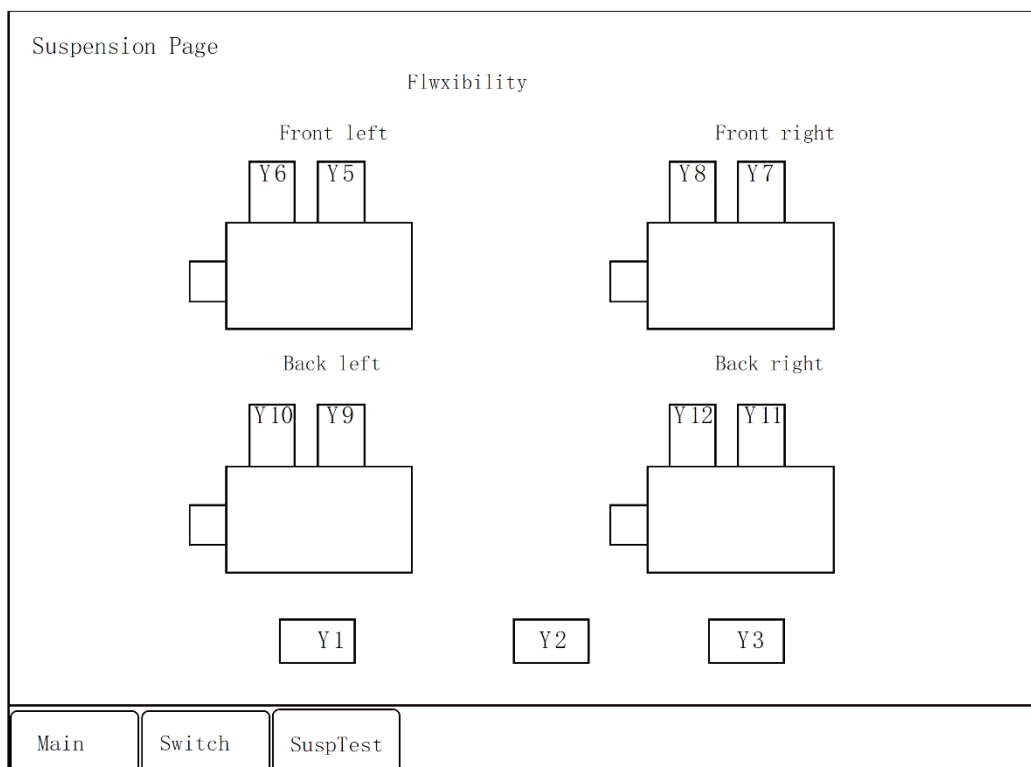 Suspension Page
Flwxibility
Front left
Front right
Y6 Y5
Y8 Y7
Back left
Back right
Y10 Y9
Y12 Y11
Y1
Y2
Y3
Main
Switch
SuspTest